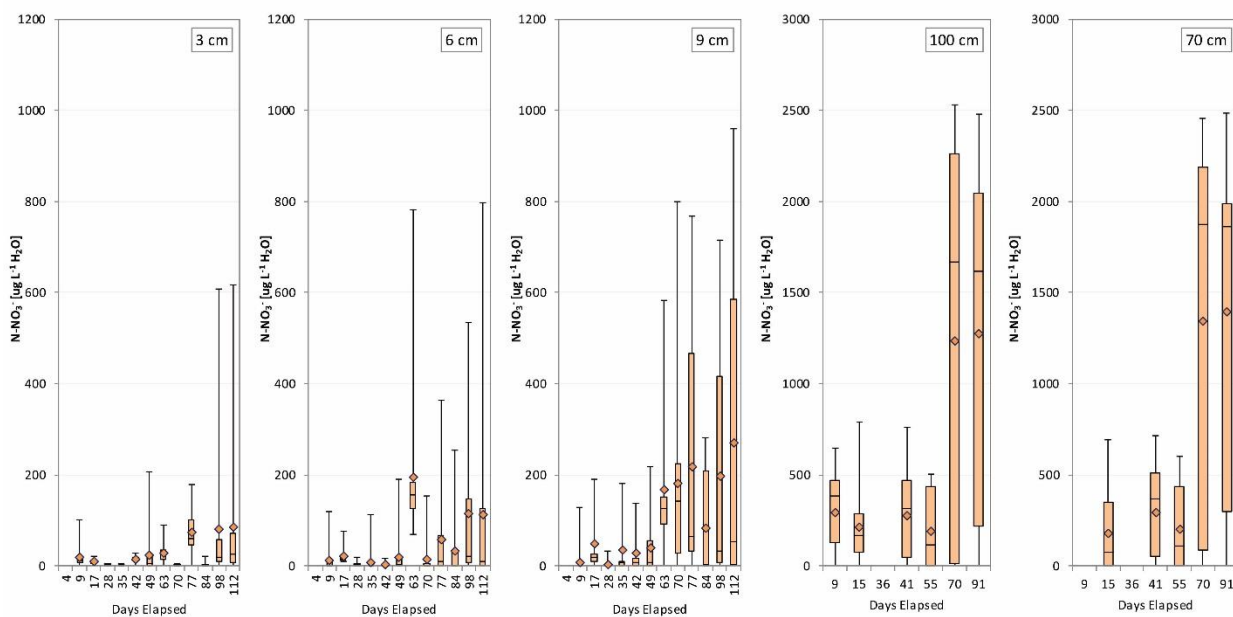 3 cm
1200
1000
800
600
400
200
0
N-NO₃⁻ [ug L⁻¹ H₂O]
4 9 17 28 35 42 49 63 70 77 84 98 112
Days Elapsed
6 cm
1200
1000
800
600
400
200
0
N-NO₃⁻ [ug L⁻¹ H₂O]
4 9 17 28 35 42 49 63 70 77 84 98 112
Days Elapsed
9 cm
1200
1000
800
600
400
200
0
N-NO₃⁻ [ug L⁻¹ H₂O]
4 9 17 28 35 42 49 63 70 77 84 98 112
Days Elapsed
100 cm
3000
2500
2000
1500
1000
500
0
N-NO₃⁻ [ug L⁻¹ H₂O]
9 15 36 41 55 70 91
Days Elapsed
70 cm
3000
2500
2000
1500
1000
500
0
N-NO₃⁻ [ug L⁻¹ H₂O]
9 15 36 41 55 70 91
Days Elapsed